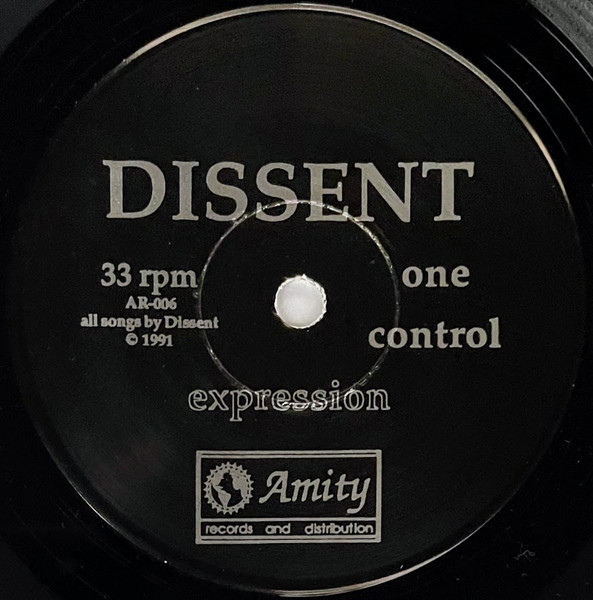 DISSENT
33 rpm
AR-006
all songs by Dissent
© 1991
one
control
expression
Amity
records and distribution